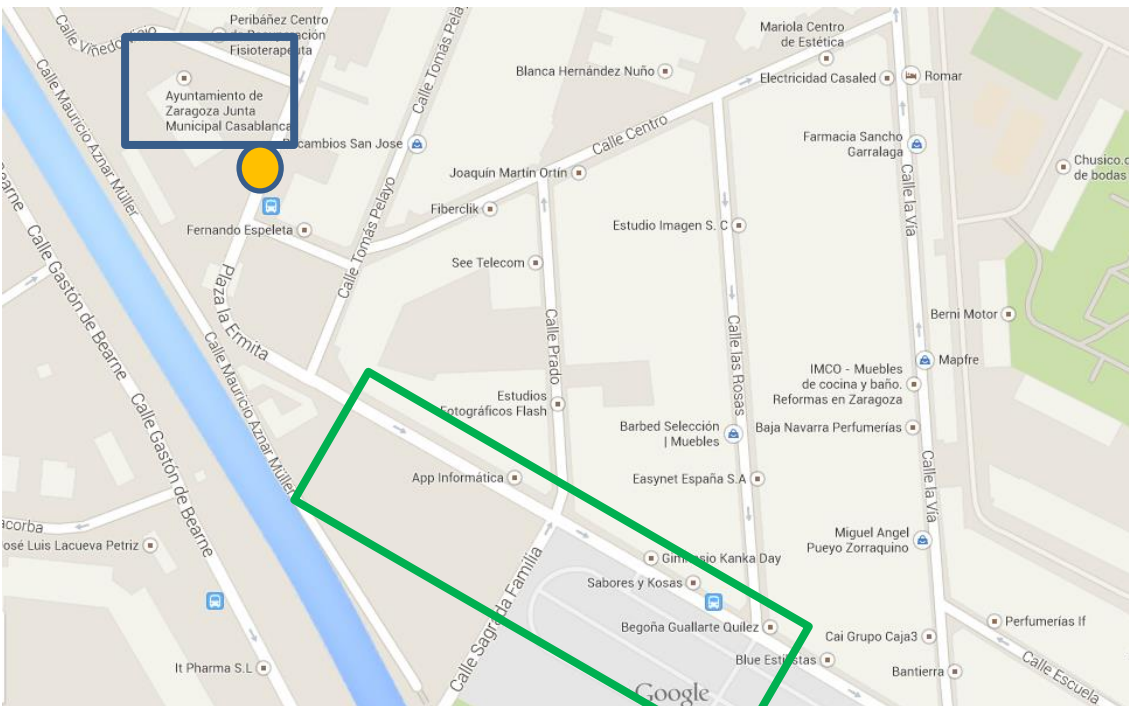 Calle Viñedo
Peribáñez Centro
Fisioterapeuta
Ayuntamiento de
Zaragoza Junta
Municipal Casablanca
San Jose
Calle Tomás Pelayo
Blanca Hernández Nuño
Mariola Centro
de Estética
Electricidad Casaled
Romar
Calle Centro
Farmacia Sancho
Garralaga
Calle la Vía
Chusico.c
de bodas
Joaquín Martín Ortín
Fiberclik
Calle Tomás Pelayo
Fernando Espeleta
Estudio Imagen S. C
Calle Mauricio Aznar Müller
Calle Gastón de Bearne
See Telecom
Plaza la Ermita
Calle Mauricio Aznar Müller
Calle Prado
Calle las Rosas
Berni Motor
Mapfre
IMCO - Muebles
de cocina y baño.
Reformas en Zaragoza
Baja Navarra Perfumerías
Estudios
Fotográficos Flash
Barbed Selección
| Muebles
Calle Gastón de Bearne
App Informática
Easynet España S.A
Calle la Vía
Miguel Angel
Pueyo Zorraquino
José Luis Lacueva Petriz
Calle Sagrada Familia
Gimnasio Kanka Day
Sabores y Kosas
Begoña Guallarte Quílez
Blue Estilistas
Cai Grupo Caja3
Bantierra
Perfumerías If
Calle Escuela
It Pharma S.L
Google